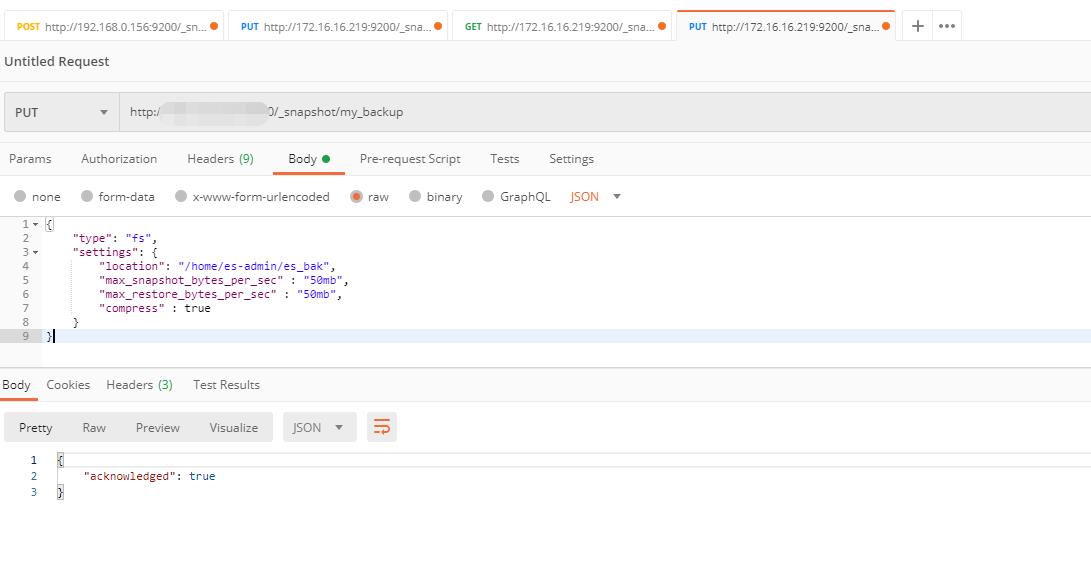 POST http://192.168.0.156:9200/_sn... PUT http://172.16.16.219:9200/_sna... GET http://172.16.16.219:9200/_sna... PUT http://172.16.16.219:9200/_sna... + •••
Untitled Request
PUT http:/ 0/_snapshot/my_backup
Params Authorization Headers (9) Body Pre-request Script Tests Settings
none form-data x-www-form-urlencoded raw binary GraphQL JSON
1 {
2 "type": "fs",
3 "settings": {
4 "location": "/home/es-admin/es_bak",
5 "max_snapshot_bytes_per_sec" : "50mb",
6 "max_restore_bytes_per_sec" : "50mb",
7 "compress" : true
8 }
9 }
Body Cookies Headers (3) Test Results
Pretty Raw Preview Visualize JSON
1 {
2 "acknowledged": true
3 }